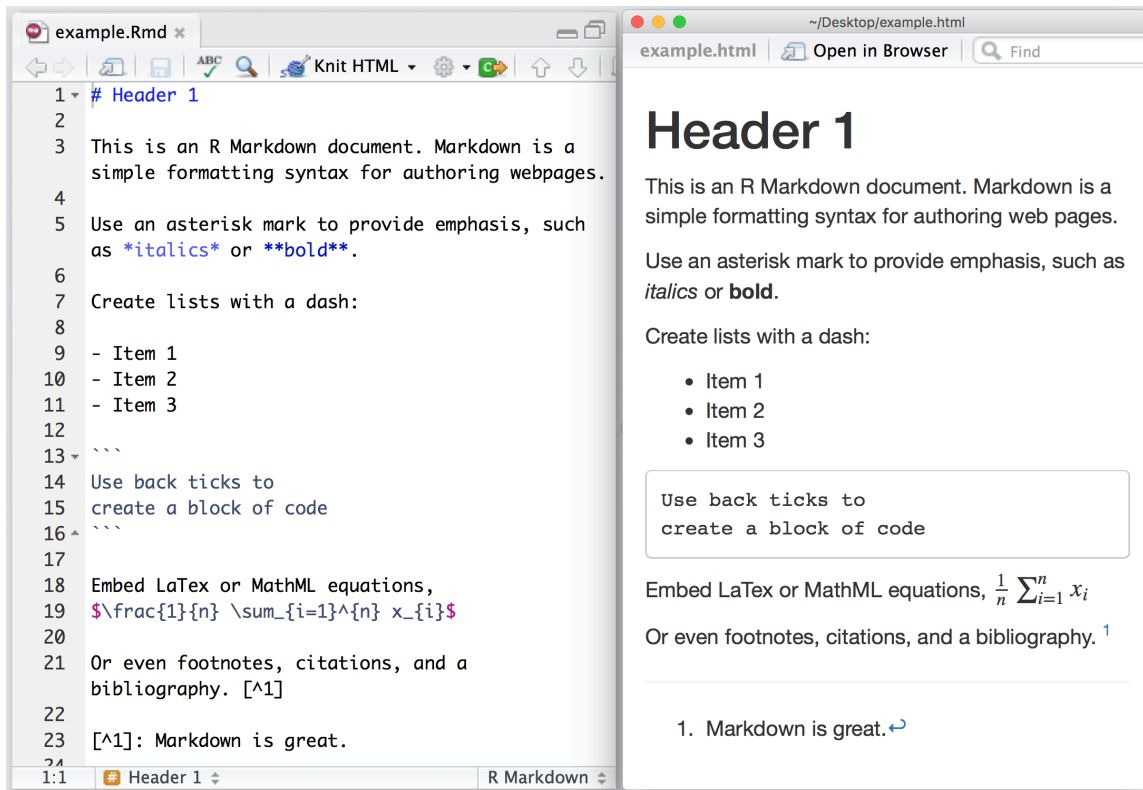 example.Rmd
ABC
Knit HTML
1 # Header 1
2
3 This is an R Markdown document. Markdown is a
simple formatting syntax for authoring webpages.
4
5 Use an asterisk mark to provide emphasis, such
as *italics* or **bold**.
6
7 Create lists with a dash:
8
9 - Item 1
10 - Item 2
11 - Item 3
12
13 ```
14 Use back ticks to
15 create a block of code
16 ```
17
18 Embed LaTex or MathML equations,
19 $\frac{1}{n} \sum_{i=1}^{n} x_{i}$
20
21 Or even footnotes, citations, and a
bibliography. [^1]
22
23 [^1]: Markdown is great.
24
1:1 # Header 1 R Markdown
~/Desktop/example.html
example.html Open in Browser Find
Header 1
This is an R Markdown document. Markdown is a
simple formatting syntax for authoring web pages.
Use an asterisk mark to provide emphasis, such as
italics or bold.
Create lists with a dash:
• Item 1
• Item 2
• Item 3
Use back ticks to
create a block of code
Embed LaTex or MathML equations, 1/n ∑ⁿᵢ₌₁ xᵢ
Or even footnotes, citations, and a bibliography. 1
1. Markdown is great.↩